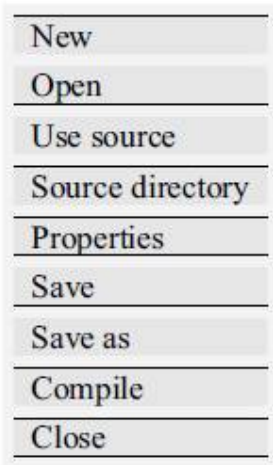 New
Open
Use source
Source directory
Properties
Save
Save as
Compile
Close